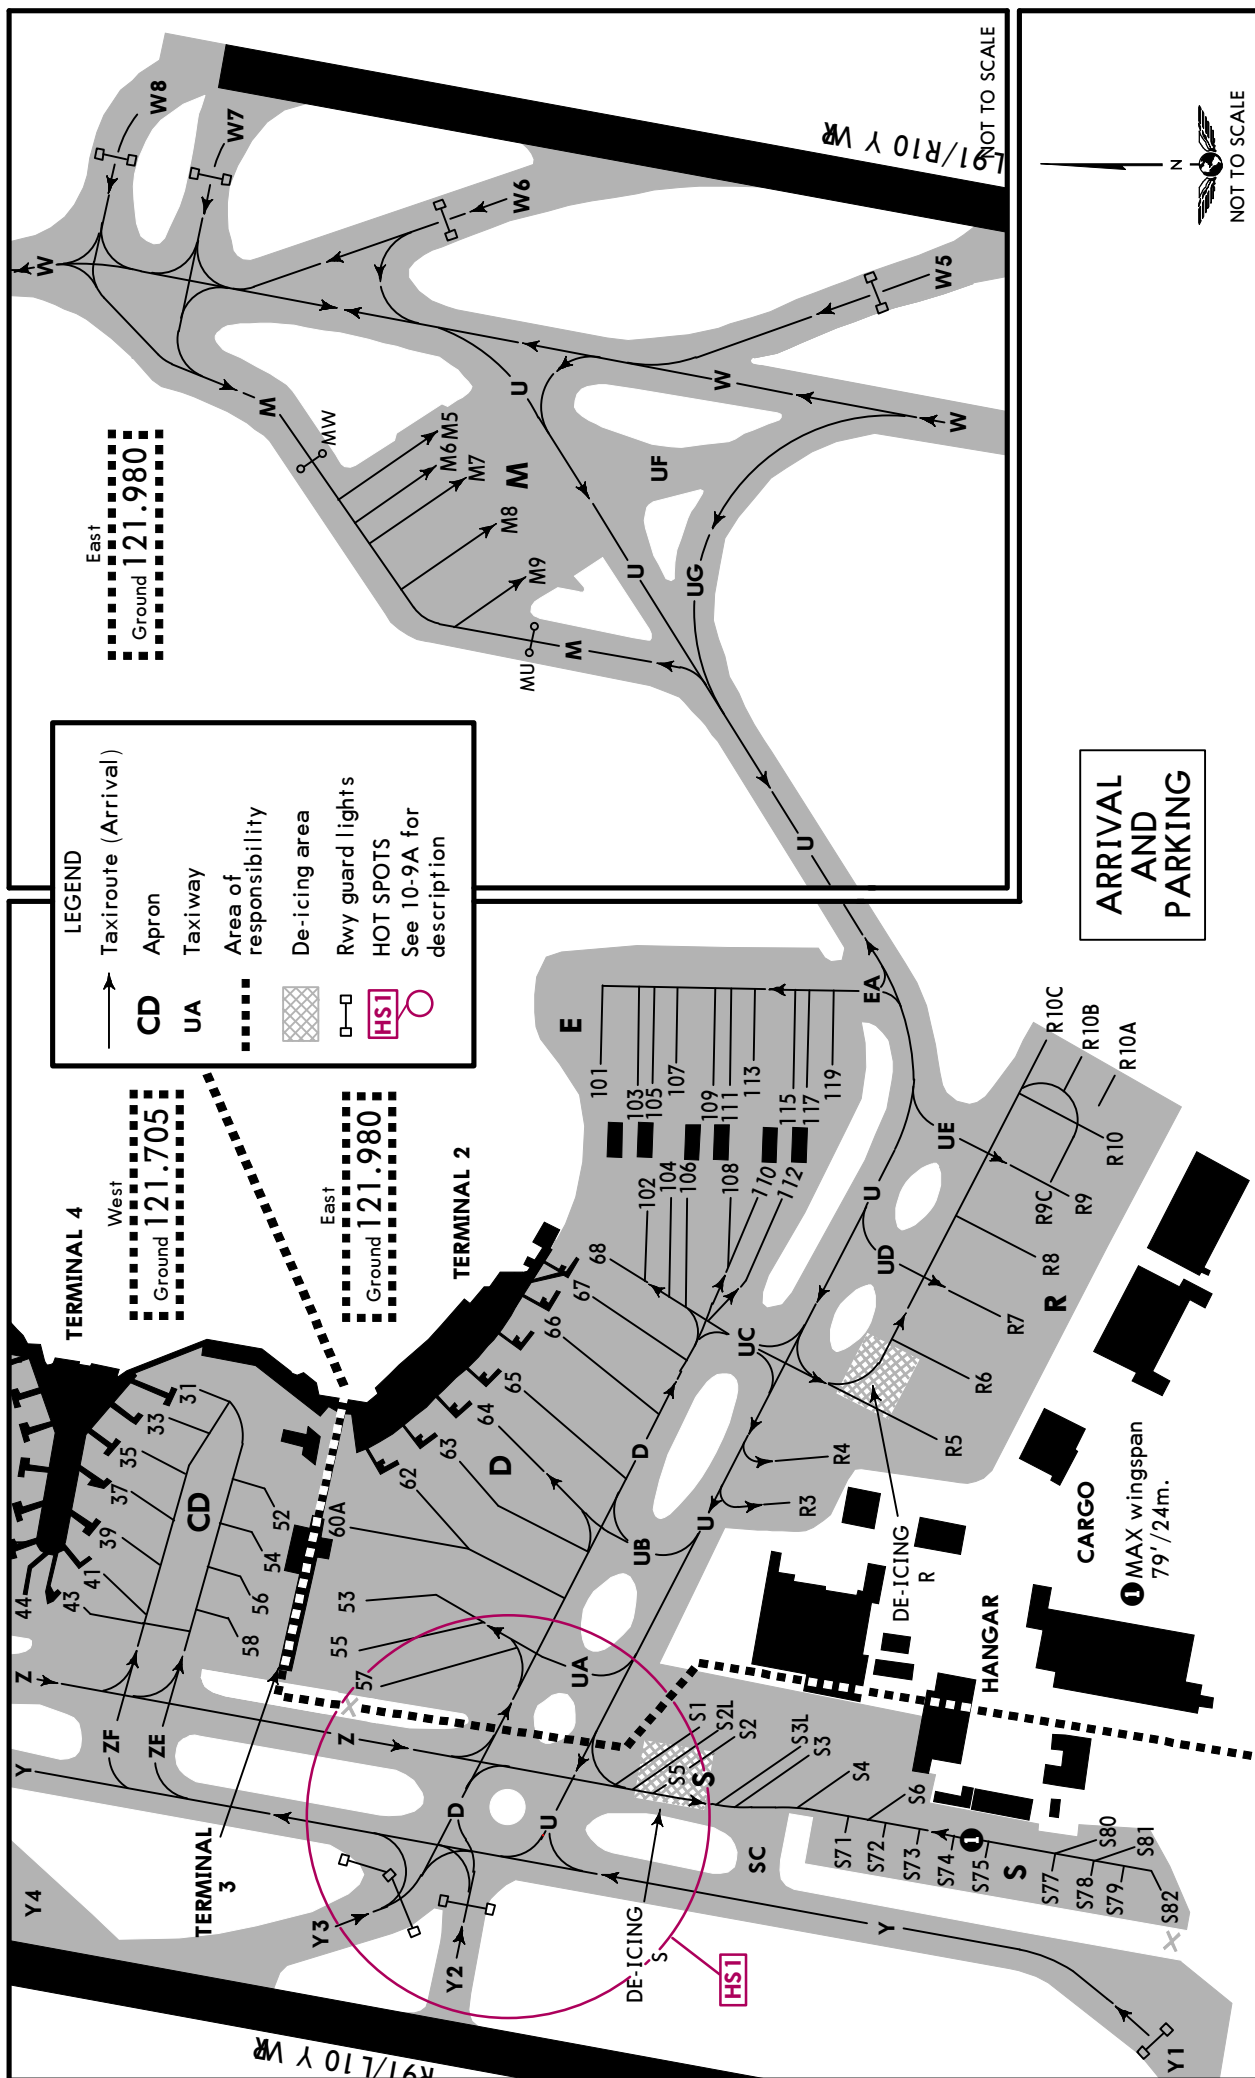 LEGEND
Taxiroute (Arrival)
CD Apron
UA Taxiway
Area of
responsibility
De-icing area
Rwy guard lights
HS1
HOT SPOTS
See 10-9A for
description
TERMINAL 4
West
Ground 121.705
East
Ground 121.980
TERMINAL 2
East
Ground 121.980
TERMINAL
3
Y4
Y
Z
ZF
ZE
CD
44
43
41
39
37
35
33
31
58
56
54
52
60A
53
55
57
62
63
64
65
66
67
68
D
D
D
E
101
103
105
107
109
111
113
115
117
119
102
104
106
108
110
112
EA
Z
Y3
Y2
Y1
Y
U
U
U
U
UA
UB
UC
UD
UE
R3
R4
R5
R6
R7
R8
R9
R9C
R10
R10A
R10B
R10C
R
DE-ICING
R
DE-ICING
S
HS1
S
S1
S2L
S2
S5
S3L
S3
S4
S6
SC
S71
S72
S73
S74
S75
S77
S78
S79
S80
S81
S82
S
1
HANGAR
CARGO
1 MAX wingspan
79'/24m.
W
W8
W7
W6
W5
W
W
M
MW
M5
M6
M7
M8
M9
M
M
MU
U
U
UF
UG
NOT TO SCALE
N
NOT TO SCALE
ARRIVAL
AND
PARKING